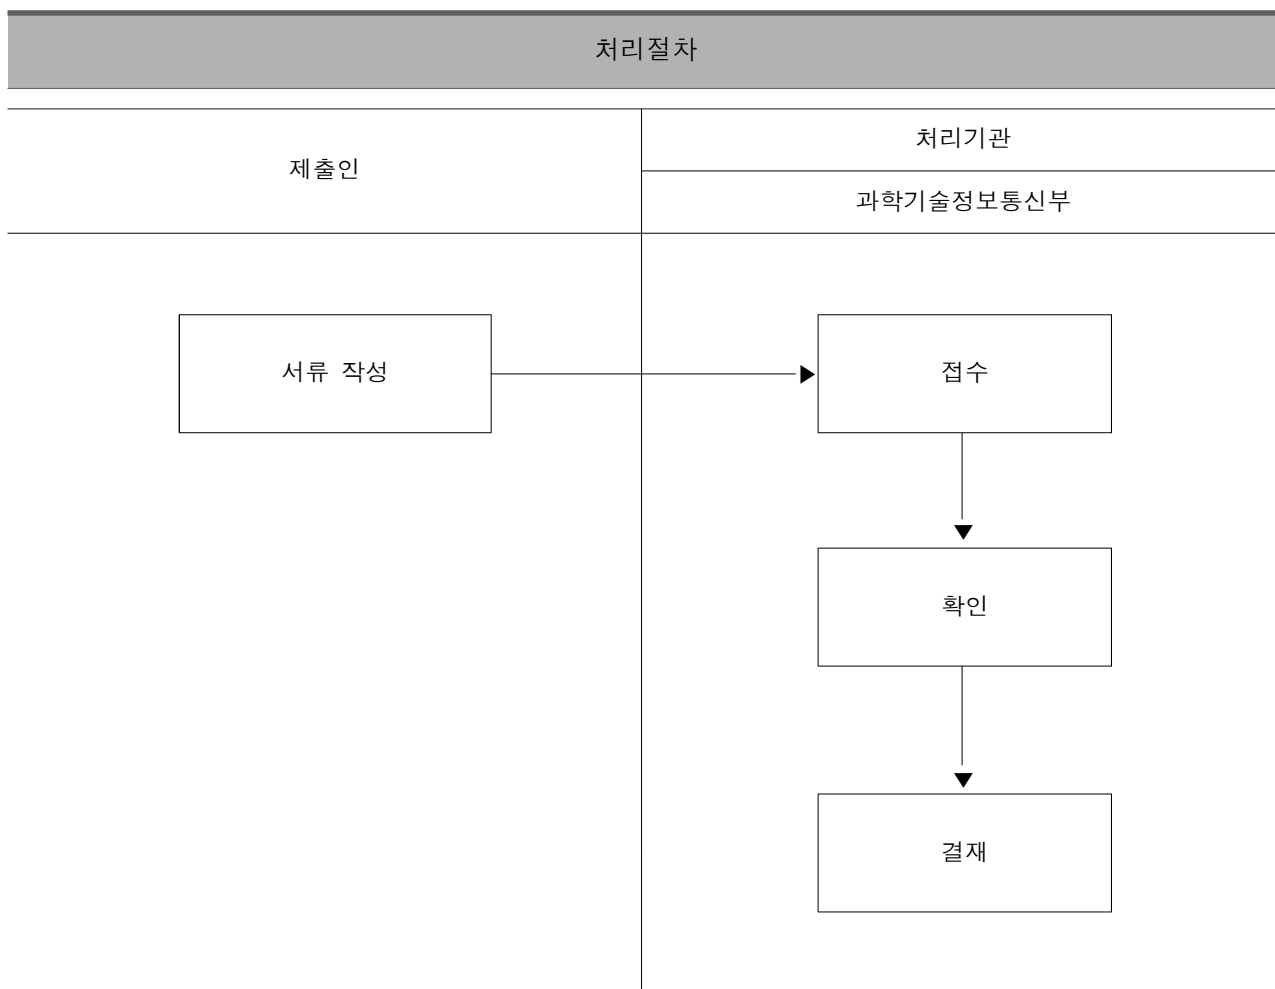 처리절차
제출인
처리기관
과학기술정보통신부
서류 작성
접수
확인
결재